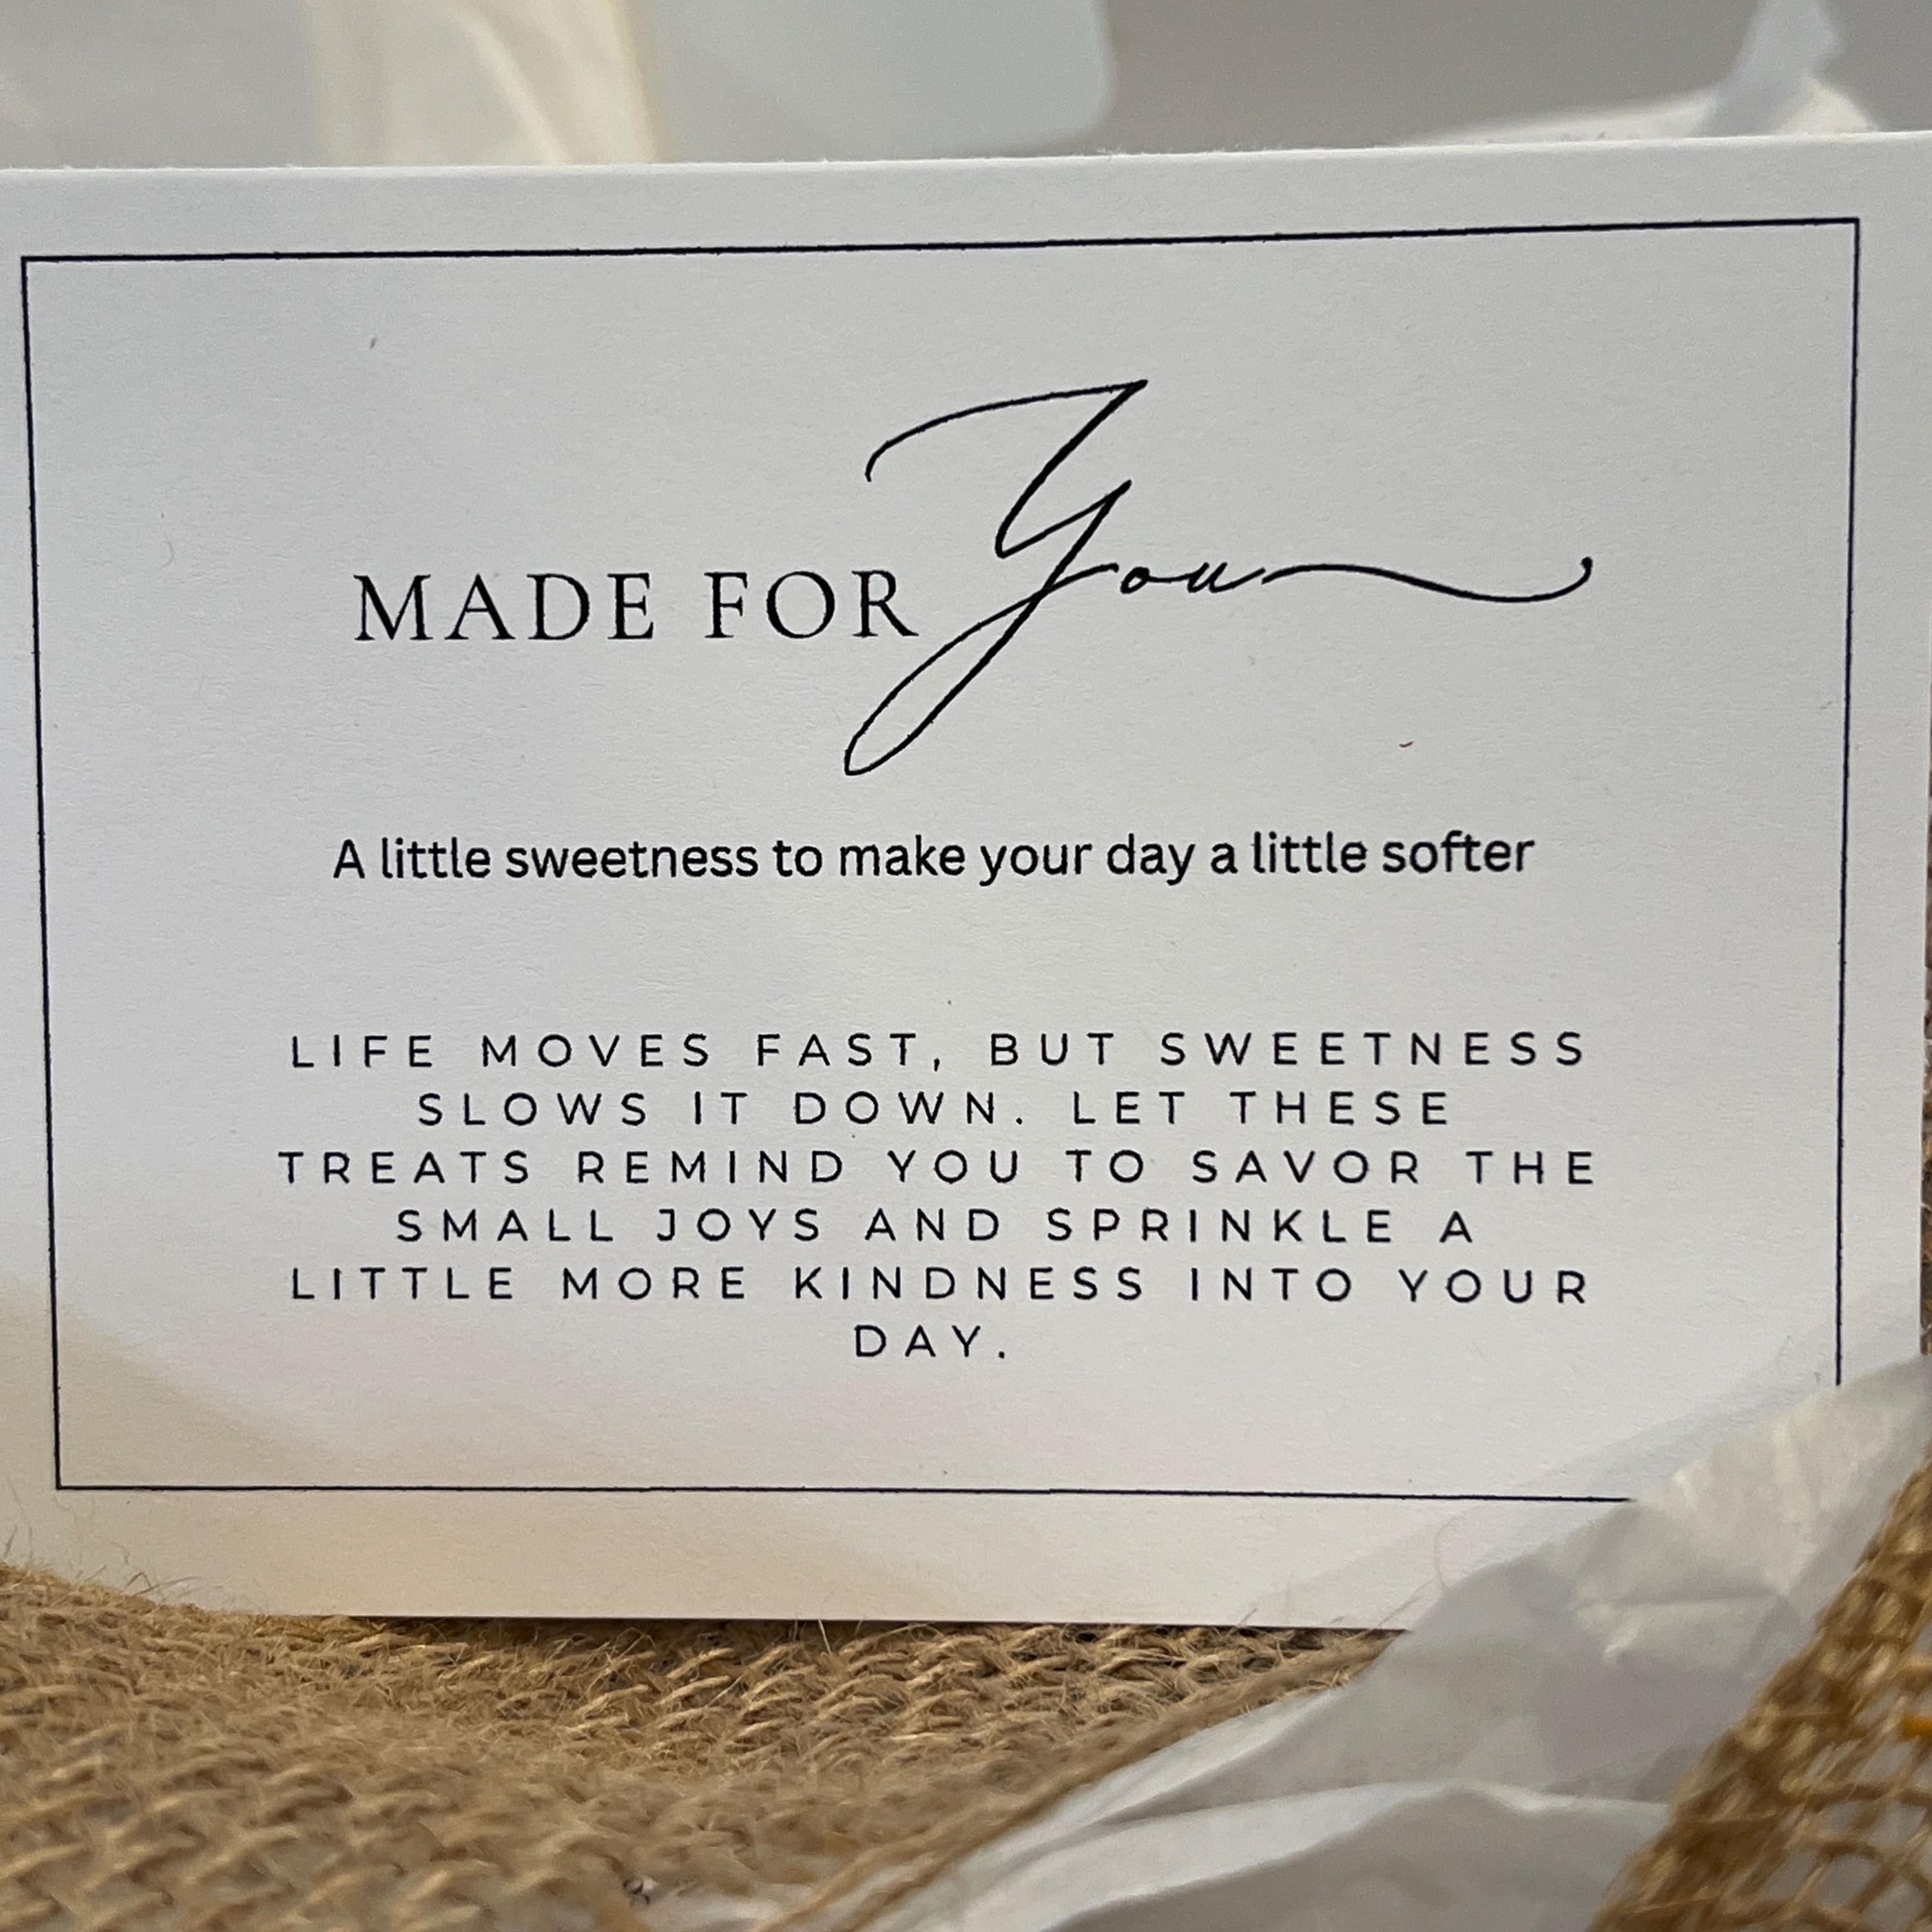 MADE FOR You
A little sweetness to make your day a little softer
LIFE MOVES FAST, BUT SWEETNESS
SLOWS IT DOWN. LET THESE
TREATS REMIND YOU TO SAVOR THE
SMALL JOYS AND SPRINKLE A
LITTLE MORE KINDNESS INTO YOUR
DAY.